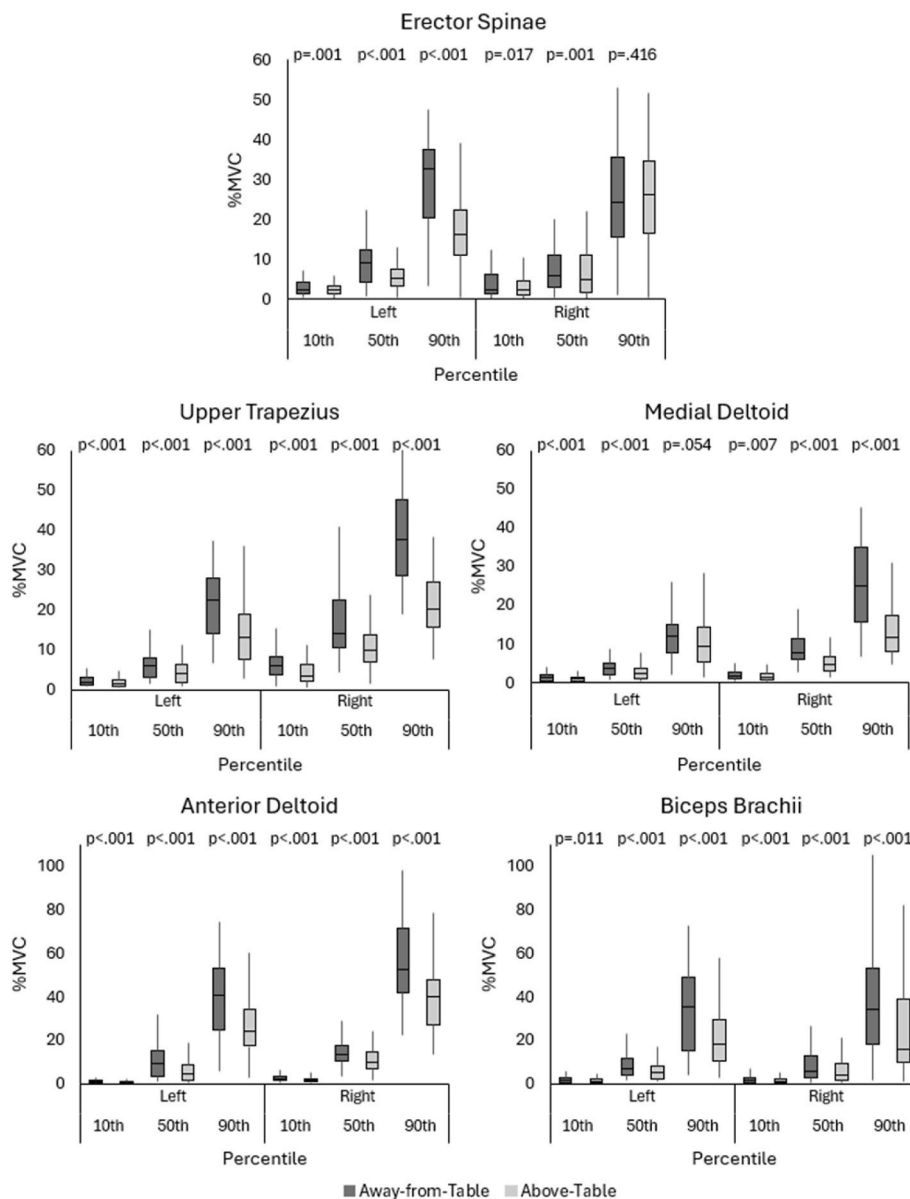 Erector Spinae
p=.001 p<.001 p<.001 p=.017 p=.001 p=.416
60
50
40
30
20
10
0
%MVC
Left Right
10th 50th 90th 10th 50th 90th
Percentile
Upper Trapezius
p<.001 p<.001 p<.001 p<.001 p<.001 p<.001
60
50
40
30
20
10
0
%MVC
Left Right
10th 50th 90th 10th 50th 90th
Percentile
Medial Deltoid
p<.001 p<.001 p=.054 p=.007 p<.001 p<.001
60
50
40
30
20
10
0
%MVC
Left Right
10th 50th 90th 10th 50th 90th
Percentile
Anterior Deltoid
p<.001 p<.001 p<.001 p<.001 p<.001 p<.001
100
80
60
40
20
0
%MVC
Left Right
10th 50th 90th 10th 50th 90th
Percentile
Biceps Brachii
p=.011 p<.001 p<.001 p<.001 p<.001 p<.001
100
80
60
40
20
0
%MVC
Left Right
10th 50th 90th 10th 50th 90th
Percentile
Away-from-Table Above-Table